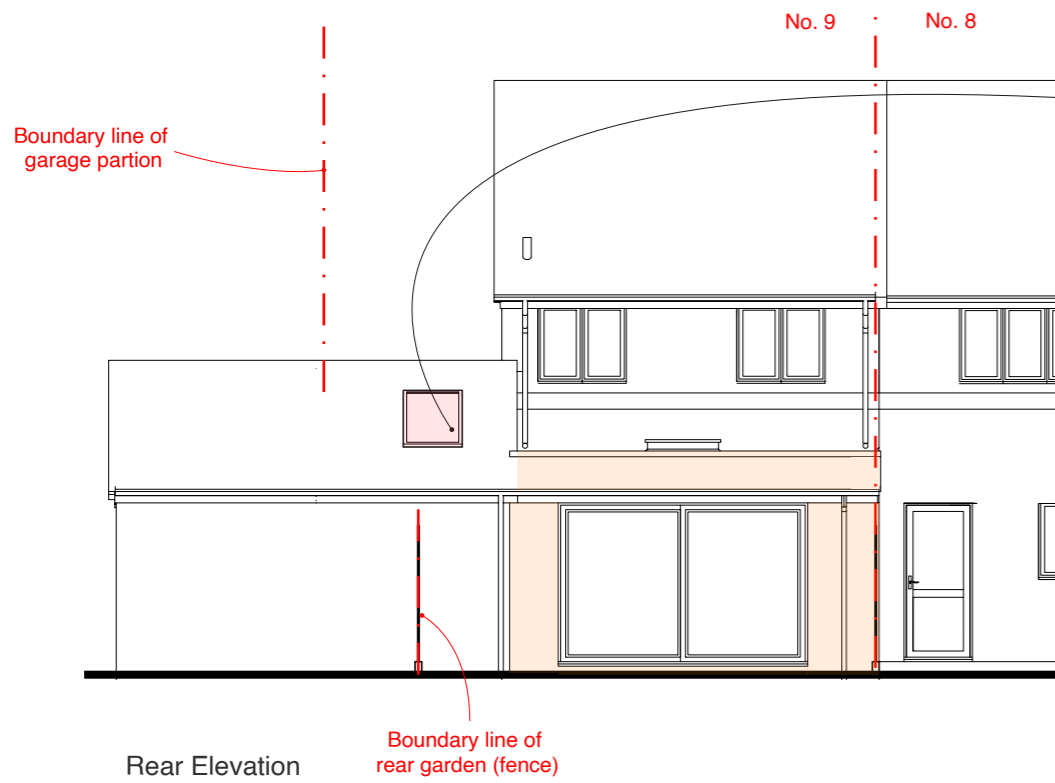 No. 9
No. 8
Boundary line of
garage partion
Boundary line of
rear garden (fence)
Rear Elevation